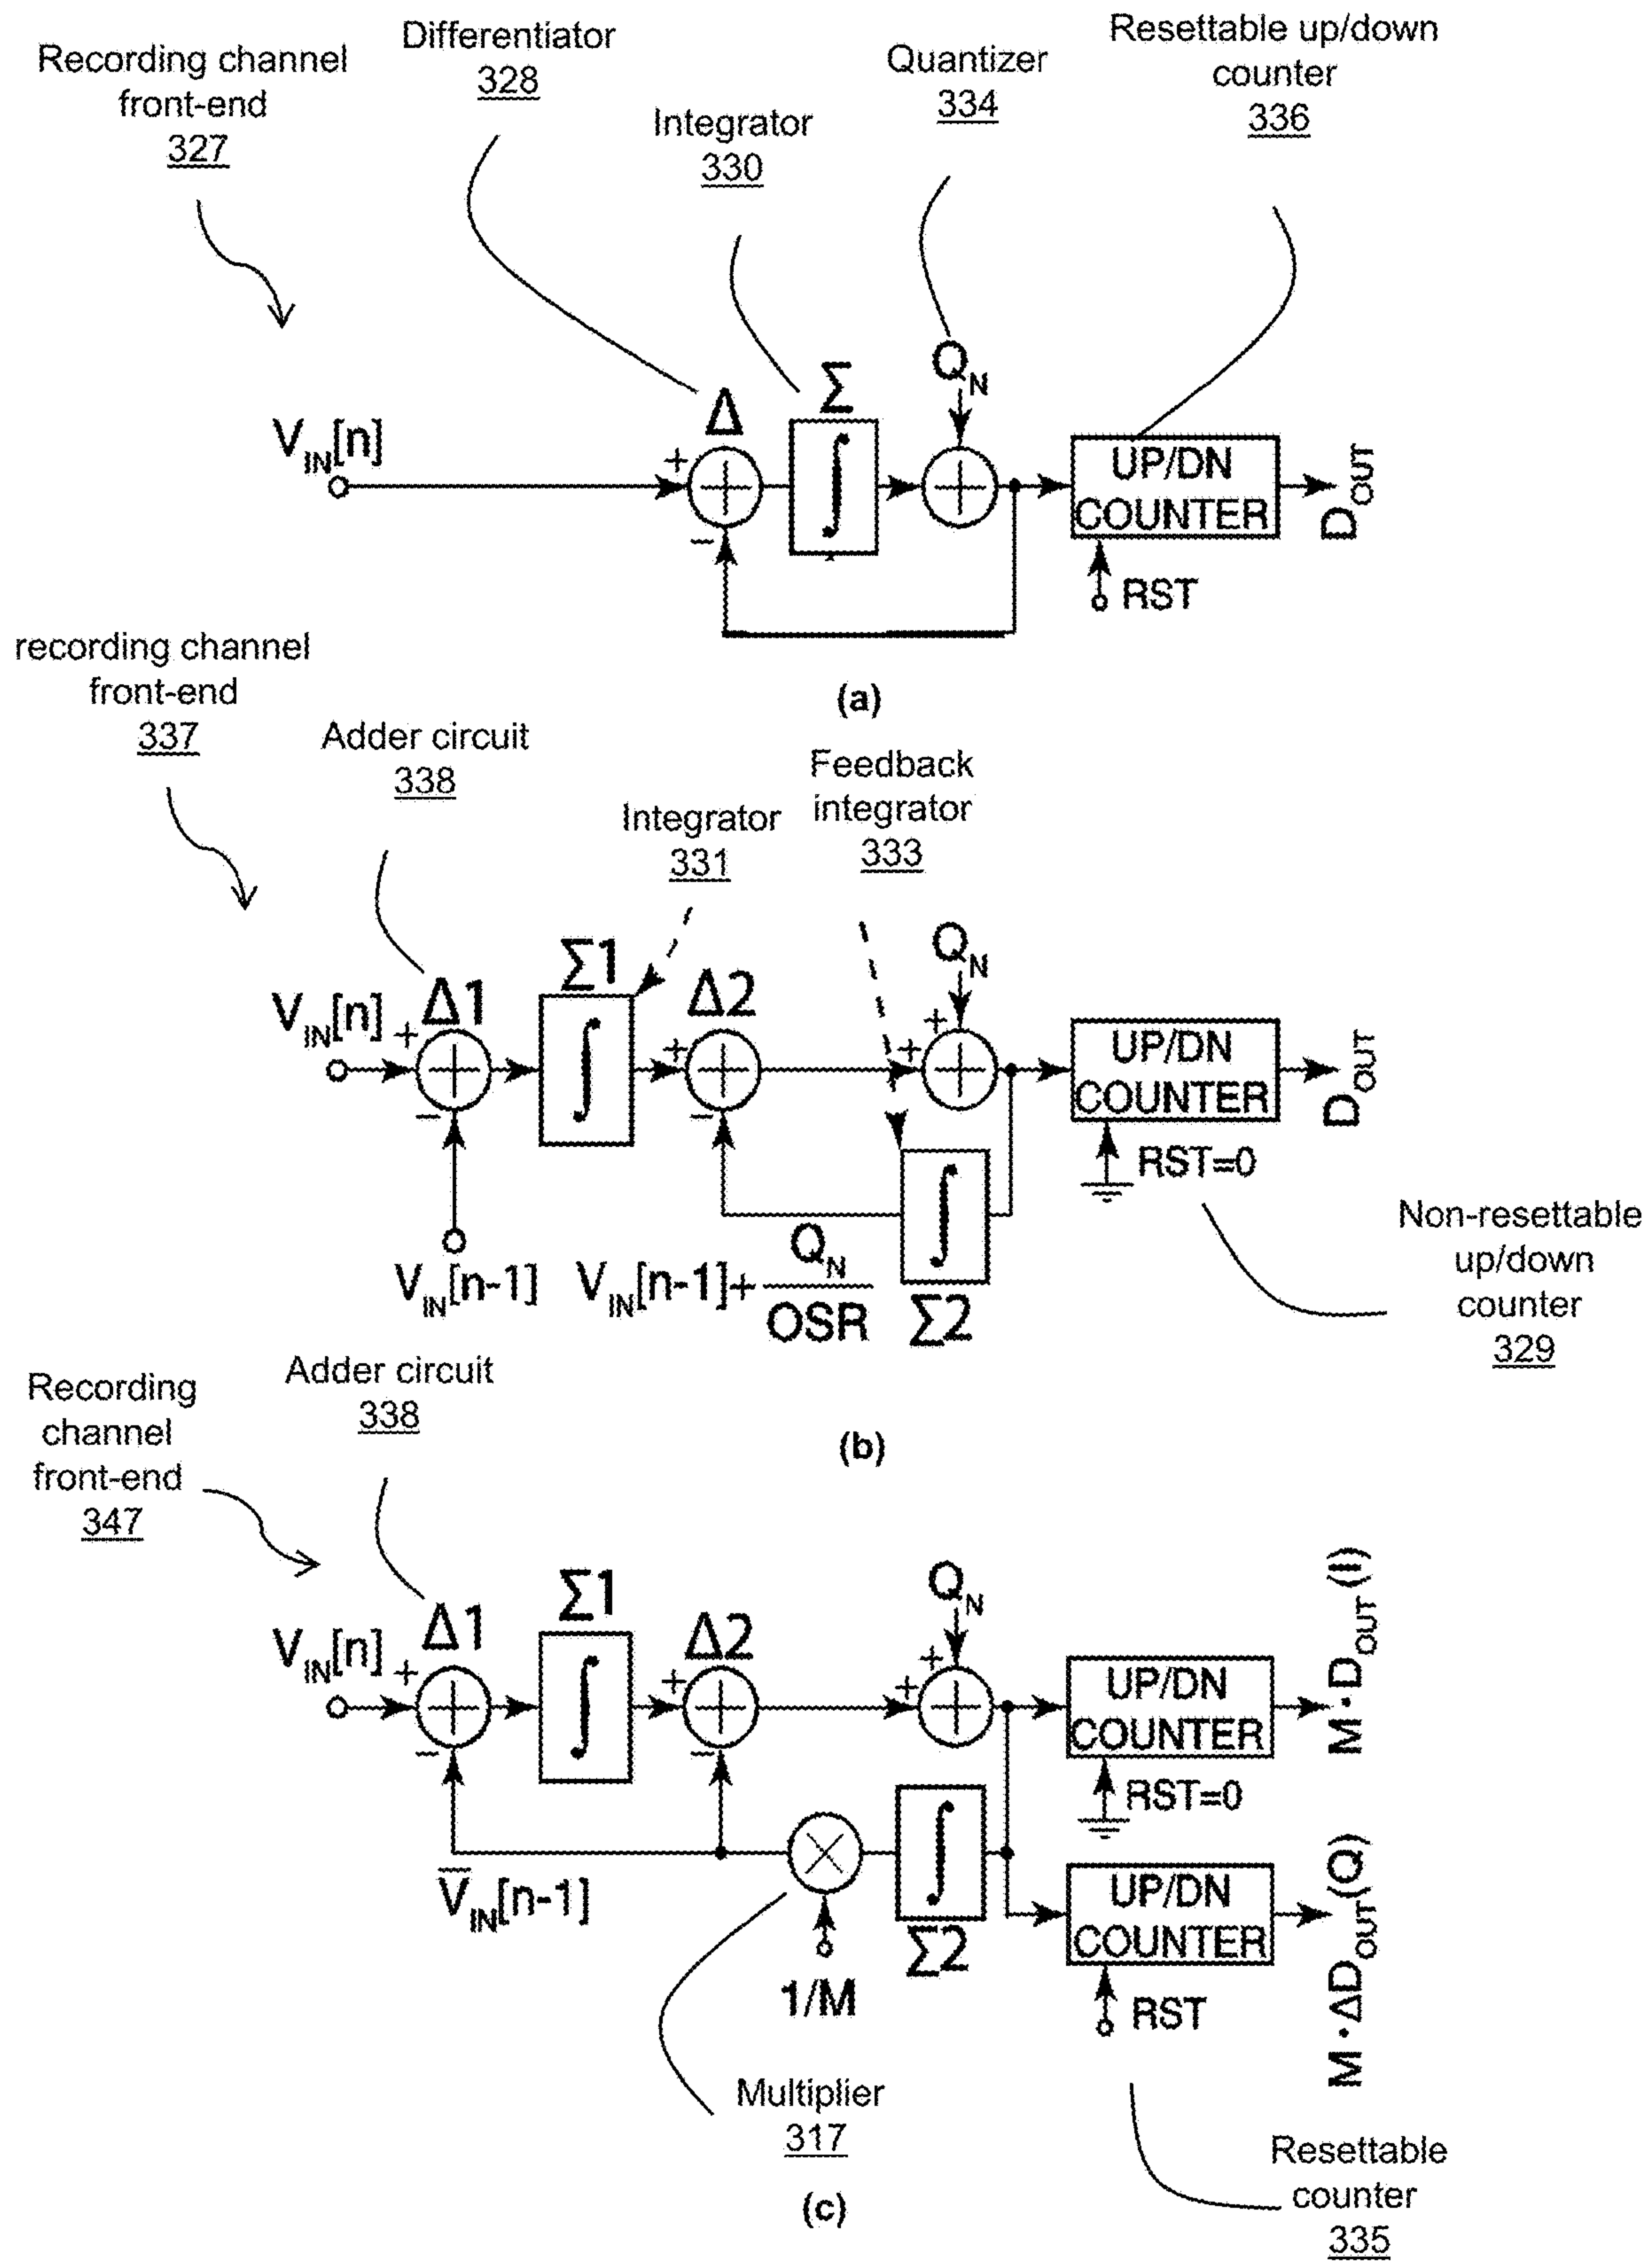 Recording channel
front-end
327
Differentiator
328
Integrator
330
Quantizer
334
Resettable up/down
counter
336
V_IN[n]
+
Δ
−
Σ
∫
Q_N
UP/DN
COUNTER
RST
D_OUT
(a)
recording channel
front-end
337
Adder circuit
338
Integrator
331
Feedback
integrator
333
V_IN[n]
+
Δ1
−
V_IN[n-1]
Σ1
∫
+
Δ2
−
Q_N
+
+
UP/DN
COUNTER
RST=0
D_OUT
V_IN[n-1]+
Q_N
OSR
∫
Σ2
Non-resettable
up/down
counter
329
(b)
Recording
channel
front-end
347
Adder circuit
338
V_IN[n]
+
Δ1
−
Σ1
∫
+
Δ2
−
Q_N
+
+
UP/DN
COUNTER
RST=0
M·D_OUT(I)
V̅_IN[n-1]
1/M
∫
Σ2
UP/DN
COUNTER
RST
M·ΔD_OUT(Q)
Multiplier
317
Resettable
counter
335
(c)